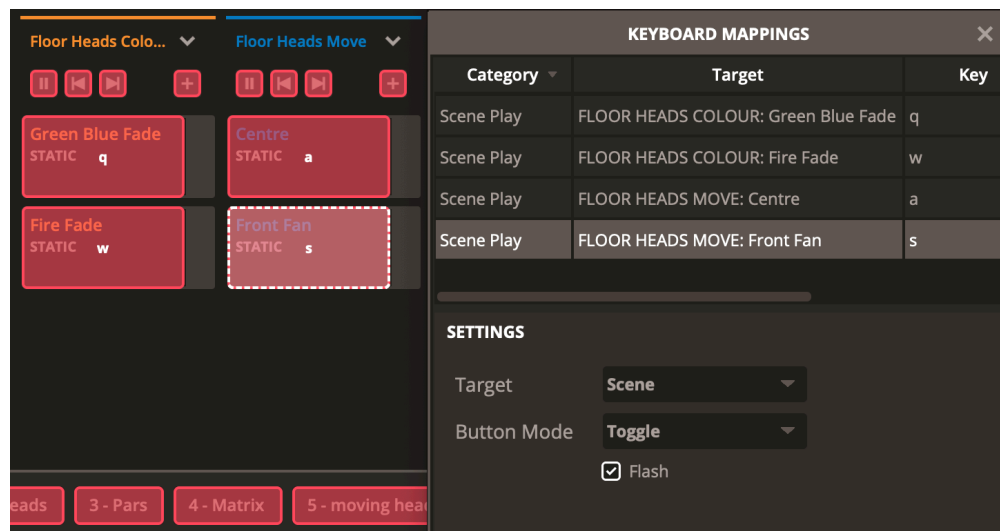 Floor Heads Colo...
Floor Heads Move
Green Blue Fade
STATIC q
Centre
STATIC a
Fire Fade
STATIC w
Front Fan
STATIC s
eads
3 - Pars
4 - Matrix
5 - moving hea
KEYBOARD MAPPINGS
Category Target Key
Scene Play FLOOR HEADS COLOUR: Green Blue Fade q
Scene Play FLOOR HEADS COLOUR: Fire Fade w
Scene Play FLOOR HEADS MOVE: Centre a
Scene Play FLOOR HEADS MOVE: Front Fan s
SETTINGS
Target Scene
Button Mode Toggle
Flash